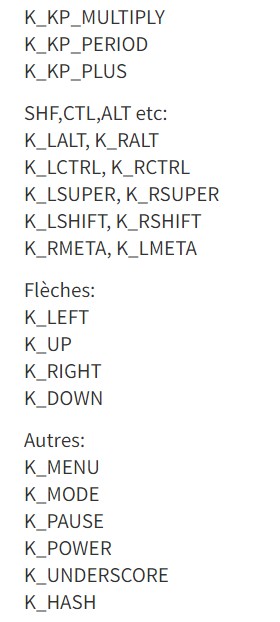 K_KP_MULTIPLY
K_KP_PERIOD
K_KP_PLUS
SHF,CTL,ALT etc:
K_LALT, K_RALT
K_LCTRL, K_RCTRL
K_LSUPER, K_RSUPER
K_LSHIFT, K_RSHIFT
K_RMETA, K_LMETA
Flèches:
K_LEFT
K_UP
K_RIGHT
K_DOWN
Autres:
K_MENU
K_MODE
K_PAUSE
K_POWER
K_UNDERSCORE
K_HASH